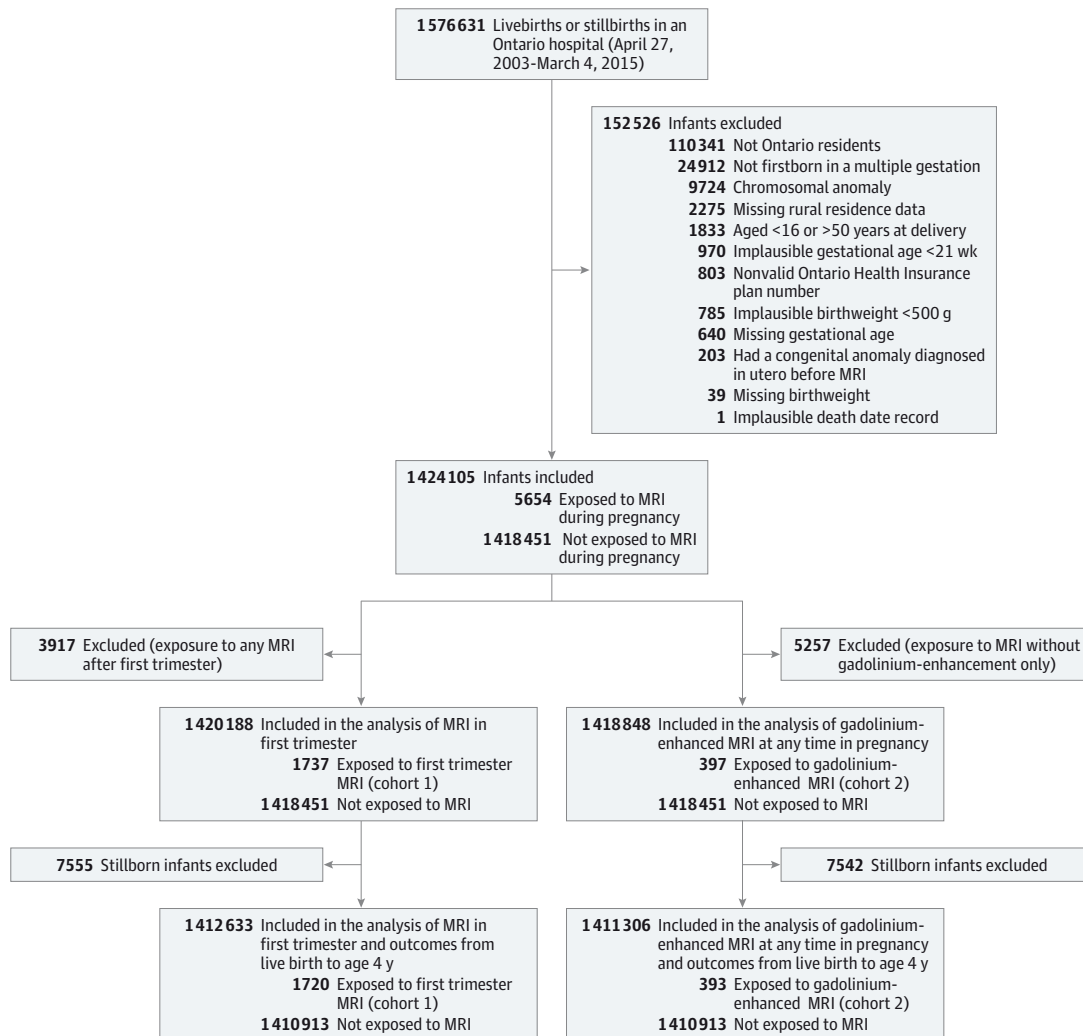 1576631 Livebirths or stillbirths in an
Ontario hospital (April 27,
2003-March 4, 2015)
152526 Infants excluded
110341 Not Ontario residents
24912 Not firstborn in a multiple gestation
9724 Chromosomal anomaly
2275 Missing rural residence data
1833 Aged <16 or >50 years at delivery
970 Implausible gestational age <21 wk
803 Nonvalid Ontario Health Insurance
plan number
785 Implausible birthweight <500 g
640 Missing gestational age
203 Had a congenital anomaly diagnosed
in utero before MRI
39 Missing birthweight
1 Implausible death date record
1424105 Infants included
5654 Exposed to MRI
during pregnancy
1418451 Not exposed to MRI
during pregnancy
3917 Excluded (exposure to any MRI
after first trimester)
5257 Excluded (exposure to MRI without
gadolinium-enhancement only)
1420188 Included in the analysis of MRI in
first trimester
1737 Exposed to first trimester
MRI (cohort 1)
1418451 Not exposed to MRI
1418848 Included in the analysis of gadolinium-
enhanced MRI at any time in pregnancy
397 Exposed to gadolinium-
enhanced MRI (cohort 2)
1418451 Not exposed to MRI
7555 Stillborn infants excluded
7542 Stillborn infants excluded
1412633 Included in the analysis of MRI in
first trimester and outcomes from
live birth to age 4 y
1720 Exposed to first trimester
MRI (cohort 1)
1410913 Not exposed to MRI
1411306 Included in the analysis of gadolinium-
enhanced MRI at any time in pregnancy
and outcomes from live birth to age 4 y
393 Exposed to gadolinium-
enhanced MRI (cohort 2)
1410913 Not exposed to MRI